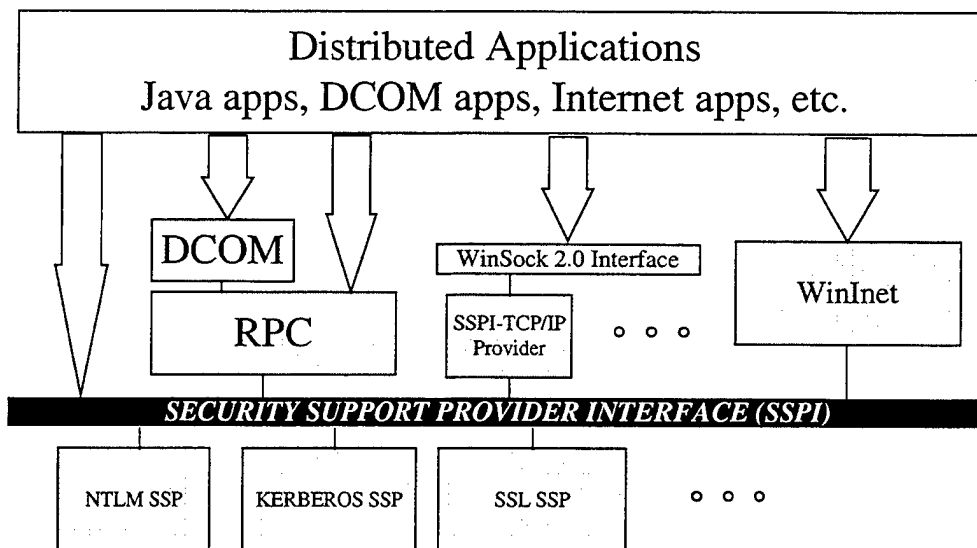 Distributed Applications
Java apps, DCOM apps, Internet apps, etc.
DCOM
WinSock 2.0 Interface
WinInet
RPC
SSPI-TCP/IP
Provider
SECURITY SUPPORT PROVIDER INTERFACE (SSPI)
NTLM SSP
KERBEROS SSP
SSL SSP